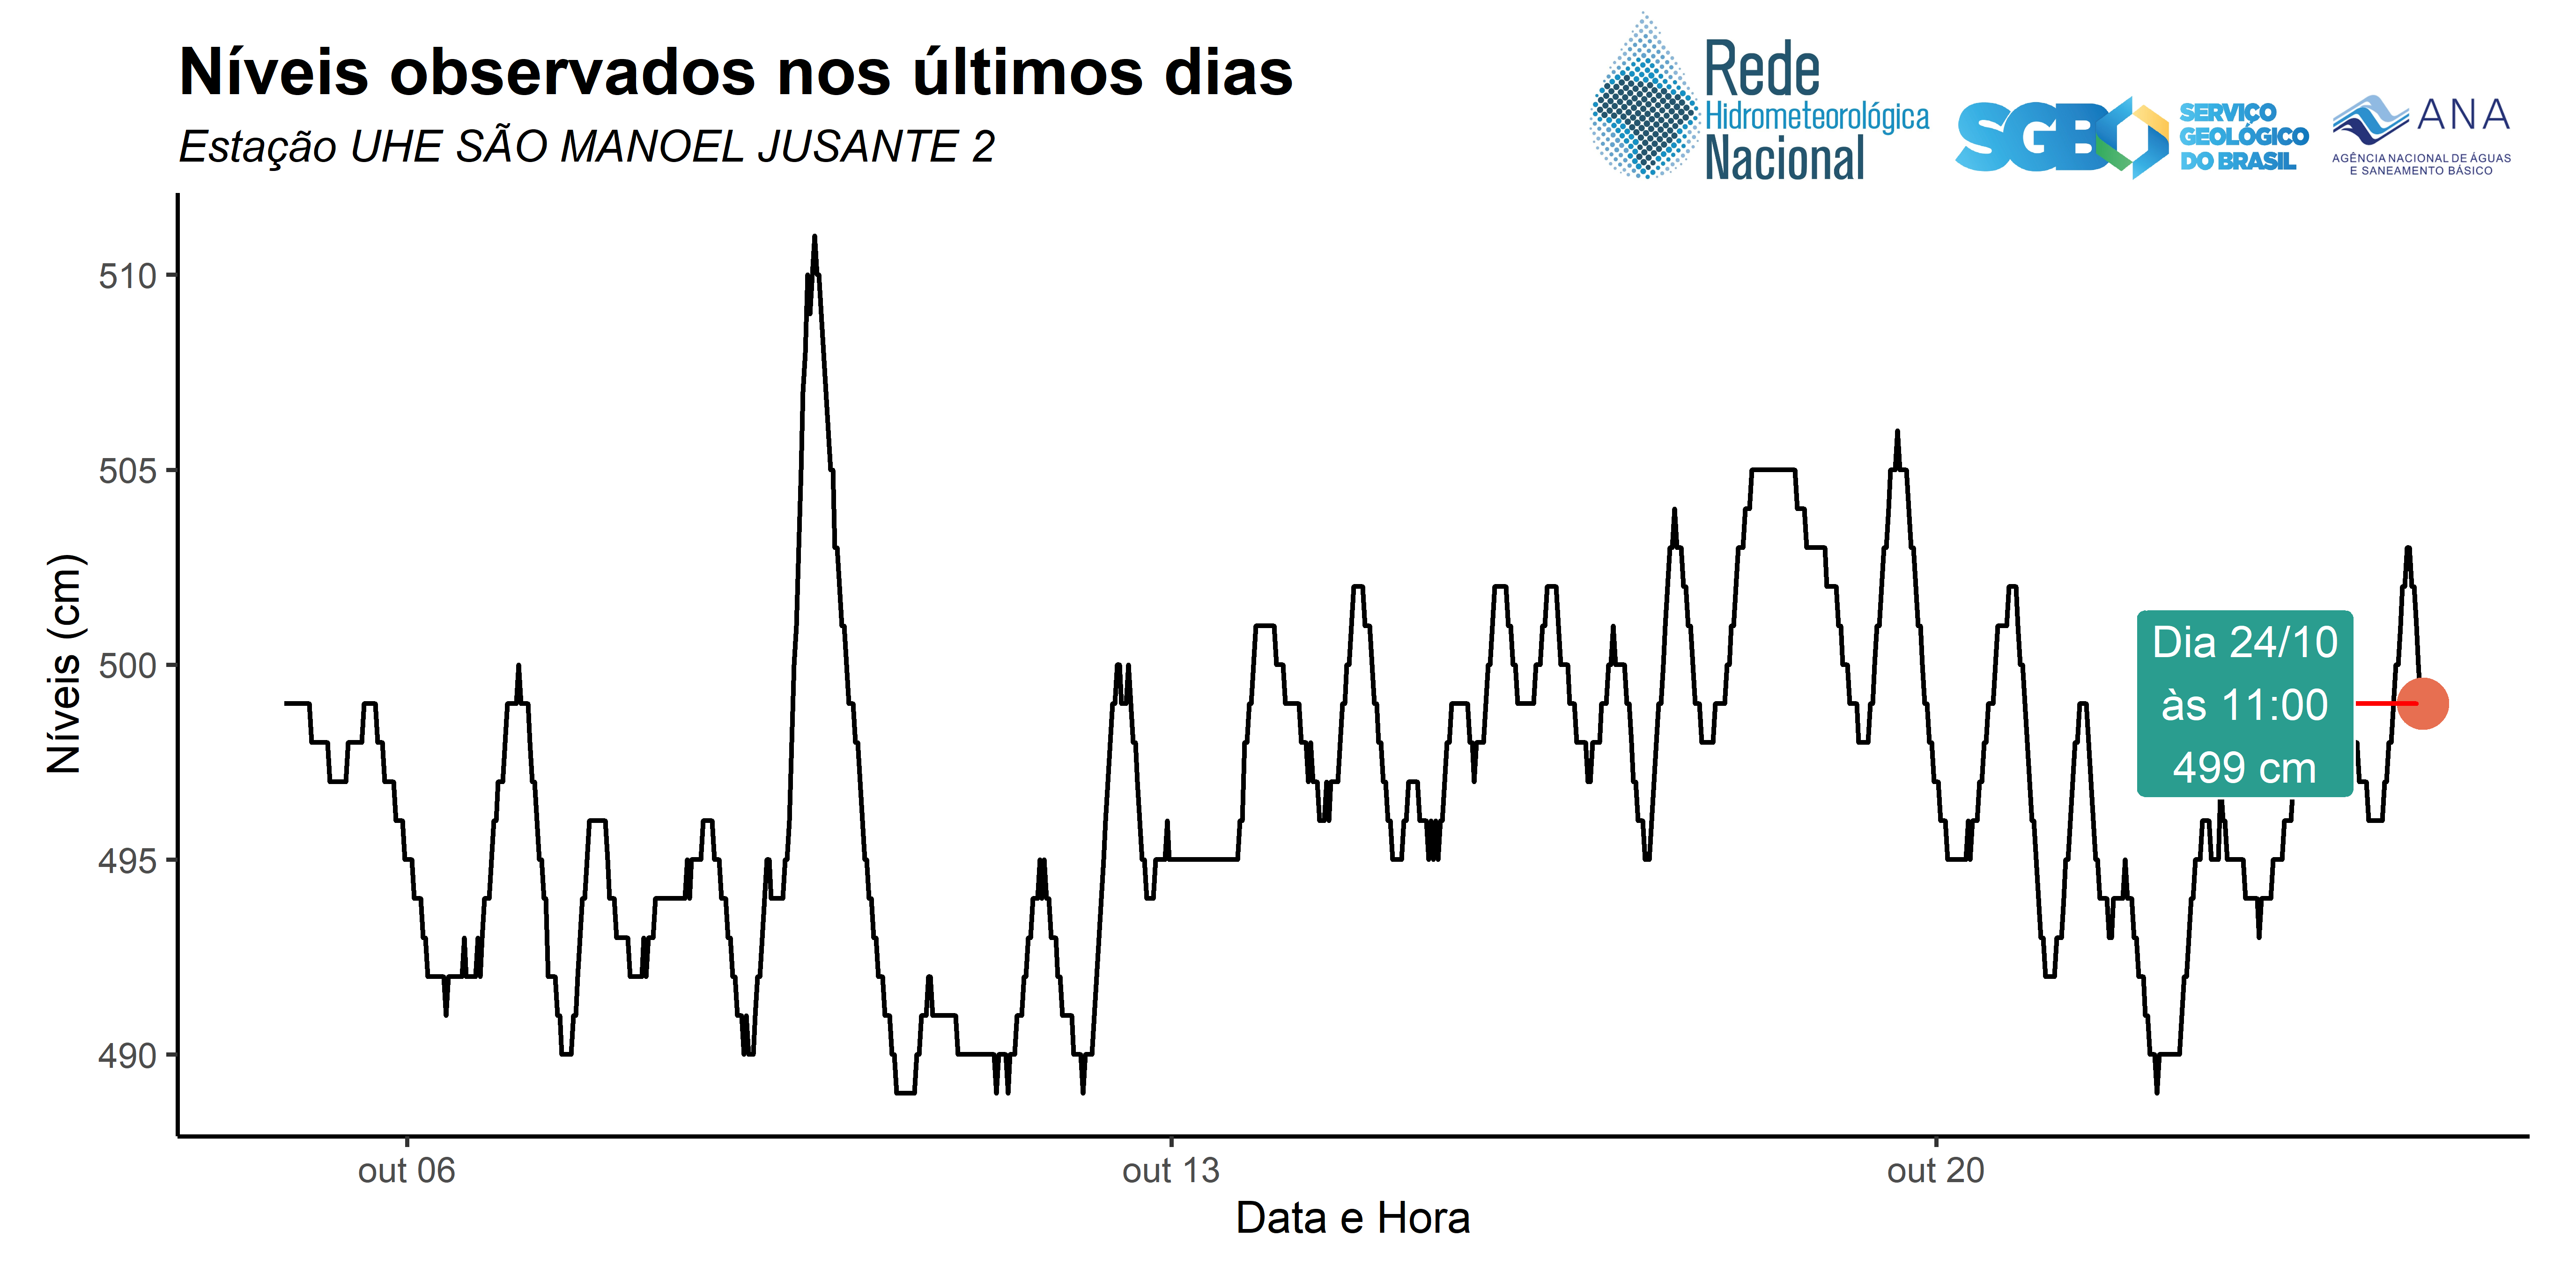 Níveis observados nos últimos dias
Estação UHE SÃO MANOEL JUSANTE 2
Rede
Hidrometeorológica
Nacional
SGB
SERVIÇO
GEOLÓGICO
DO BRASIL
ANA
AGÊNCIA NACIONAL DE ÁGUAS
E SANEAMENTO BÁSICO
Níveis (cm)
510
505
500
495
490
Dia 24/10
às 11:00
499 cm
out 06
out 13
out 20
Data e Hora